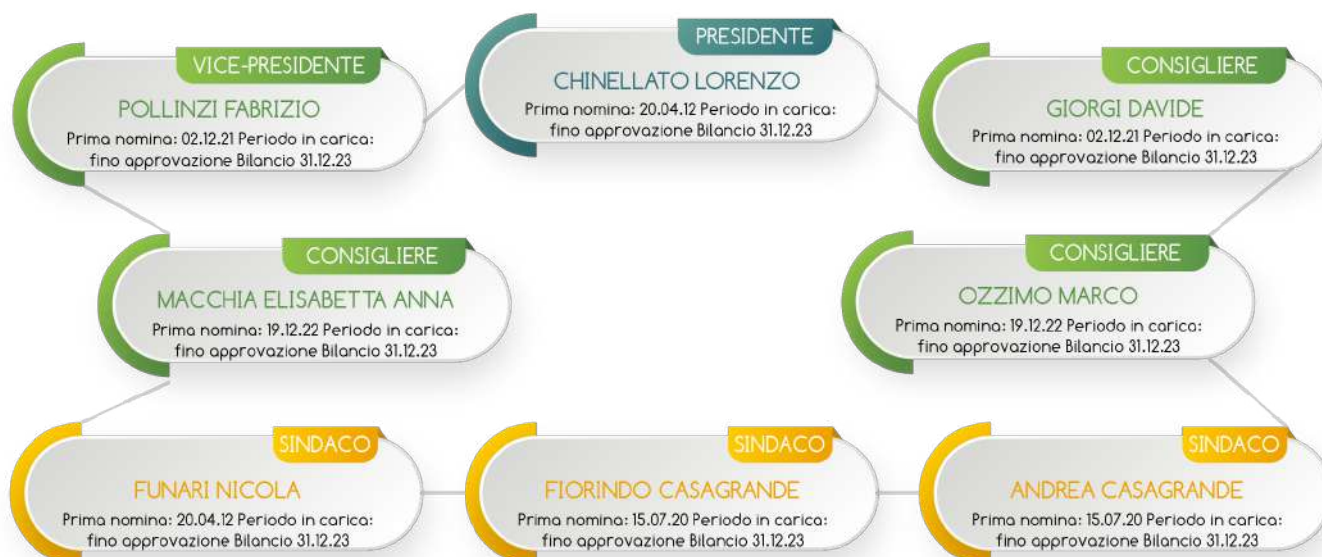 VICE-PRESIDENTE
POLLINZI FABRIZIO
Prima nomina: 02.12.21 Periodo in carica:
fino approvazione Bilancio 31.12.23
PRESIDENTE
CHINELLATO LORENZO
Prima nomina: 20.04.12 Periodo in carica:
fino approvazione Bilancio 31.12.23
CONSIGLIERE
GIORGI DAVIDE
Prima nomina: 02.12.21 Periodo in carica:
fino approvazione Bilancio 31.12.23
CONSIGLIERE
MACCHIA ELISABETTA ANNA
Prima nomina: 19.12.22 Periodo in carica:
fino approvazione Bilancio 31.12.23
CONSIGLIERE
OZZIMO MARCO
Prima nomina: 19.12.22 Periodo in carica:
fino approvazione Bilancio 31.12.23
SINDACO
FUNARI NICOLA
Prima nomina: 20.04.12 Periodo in carica:
fino approvazione Bilancio 31.12.23
SINDACO
FIORINDO CASAGRANDE
Prima nomina: 15.07.20 Periodo in carica:
fino approvazione Bilancio 31.12.23
SINDACO
ANDREA CASAGRANDE
Prima nomina: 15.07.20 Periodo in carica:
fino approvazione Bilancio 31.12.23